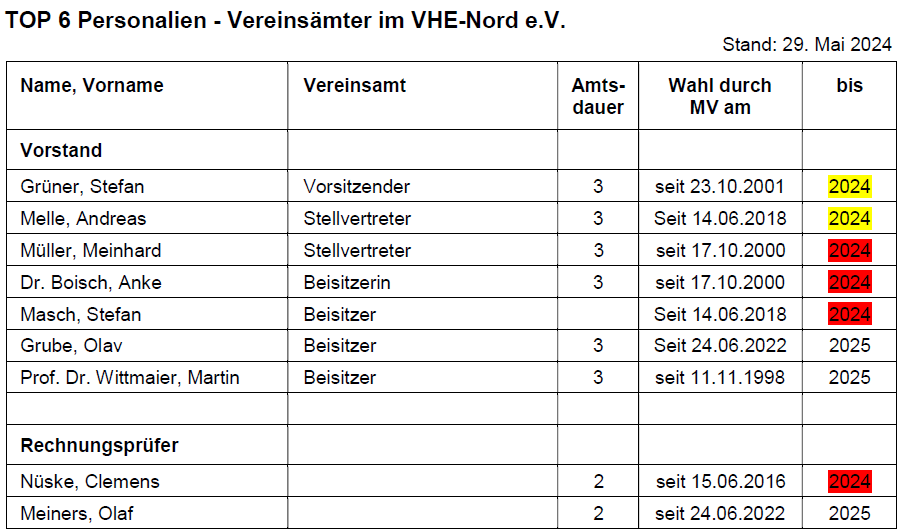 TOP 6 Personalien - Vereinsämter im VHE-Nord e.V.
Stand: 29. Mai 2024
Name, Vorname Vereinsamt Amts- Wahl durch bis
dauer MV am
Vorstand
Grüner, Stefan Vorsitzender 3 seit 23.10.2001 2024
Melle, Andreas Stellvertreter 3 Seit 14.06.2018 2024
Müller, Meinhard Stellvertreter 3 seit 17.10.2000 2024
Dr. Boisch, Anke Beisitzerin 3 seit 17.10.2000 2024
Masch, Stefan Beisitzer Seit 14.06.2018 2024
Grube, Olav Beisitzer 3 Seit 24.06.2022 2025
Prof. Dr. Wittmaier, Martin Beisitzer 3 seit 11.11.1998 2025
Rechnungsprüfer
Nüske, Clemens 2 seit 15.06.2016 2024
Meiners, Olaf 2 seit 24.06.2022 2025